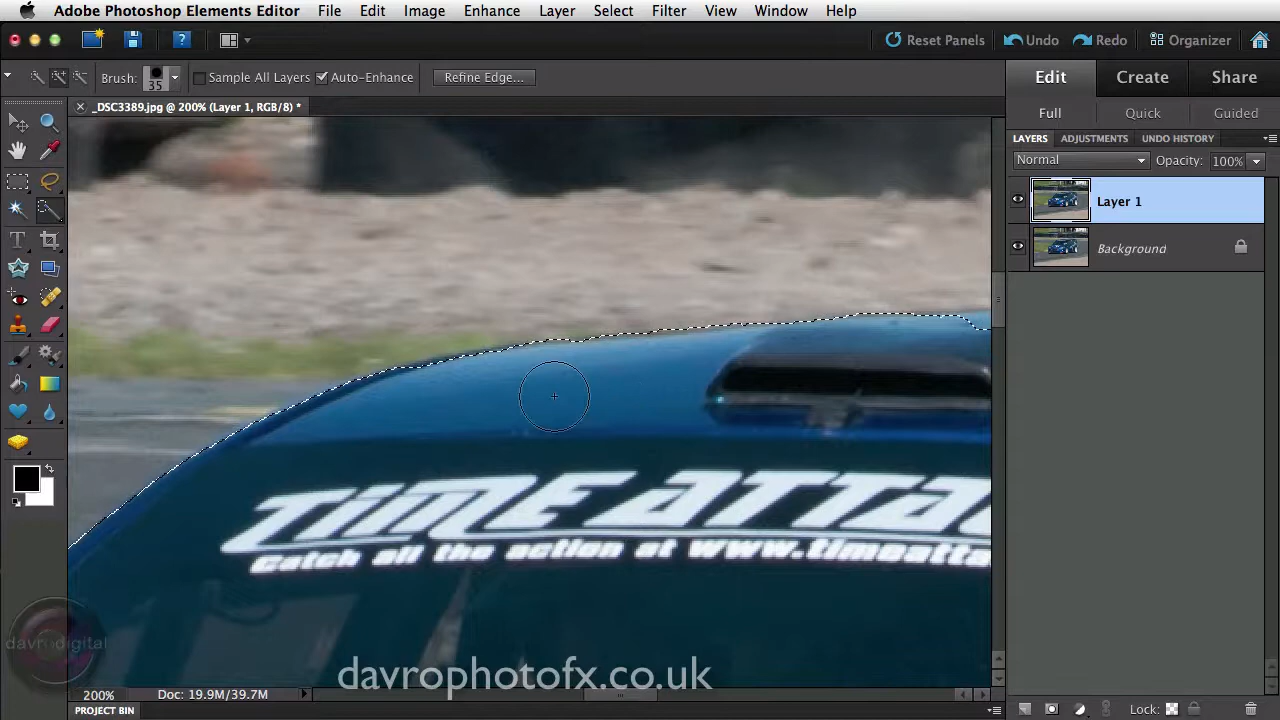 Adobe Photoshop Elements Editor File Edit Image Enhance Layer Select Filter View Window Help
Reset Panels Undo Redo Organizer
Brush: 35 Sample All Layers Auto-Enhance Refine Edge...
Edit Create Share
_DSC3389.jpg @ 200% (Layer 1, RGB/8) *
Full Quick Guided
LAYERS ADJUSTMENTS UNDO HISTORY
Normal Opacity: 100%
Layer 1
Background
TIME ATTA
Catch all the action at www.timeatta
davrodigital
davrophotofx.co.uk
200% Doc: 19.9M/39.7M
Lock:
PROJECT BIN